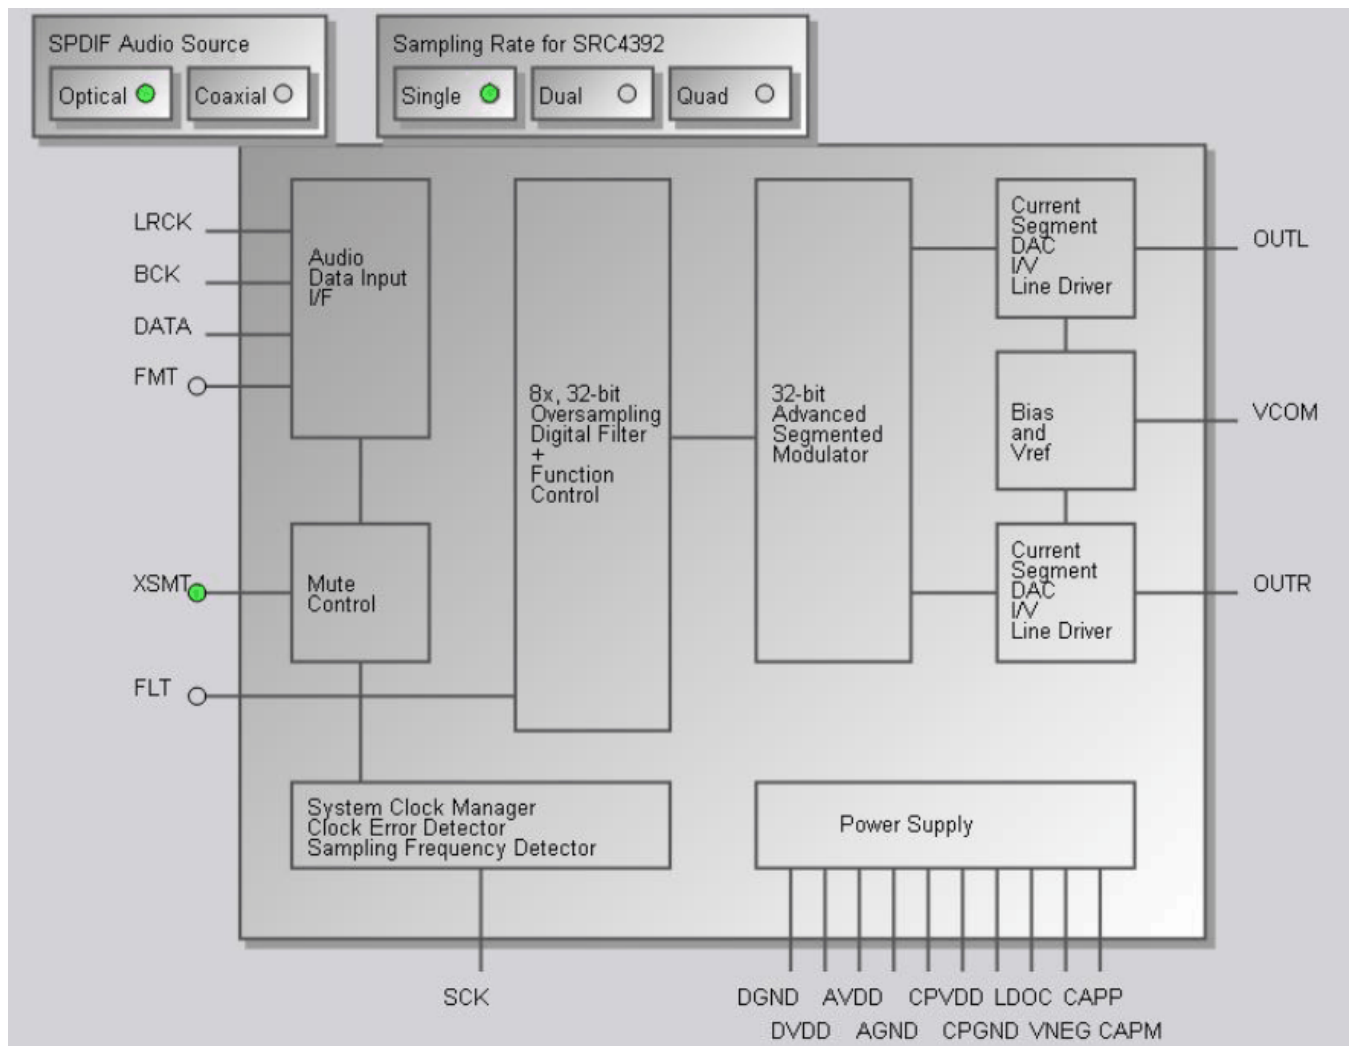 SPDIF Audio Source
Optical
Coaxial
Sampling Rate for SRC4392
Single
Dual
Quad
LRCK
BCK
DATA
FMT
XSMT
FLT
Audio
Data Input
I/F
Mute
Control
8x, 32-bit
Oversampling
Digital Filter
+
Function
Control
32-bit
Advanced
Segmented
Modulator
Current
Segment
DAC
I/V
Line Driver
Bias
and
Vref
Current
Segment
DAC
I/V
Line Driver
OUTL
VCOM
OUTR
System Clock Manager
Clock Error Detector
Sampling Frequency Detector
Power Supply
SCK
DGND AVDD CPVDD LDOC CAPP
DVDD AGND CPGND VNEG CAPM